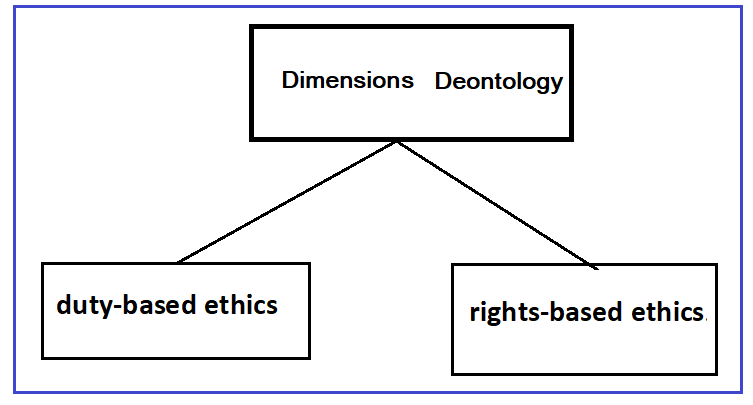 Dimensions Deontology
duty-based ethics
rights-based ethics.